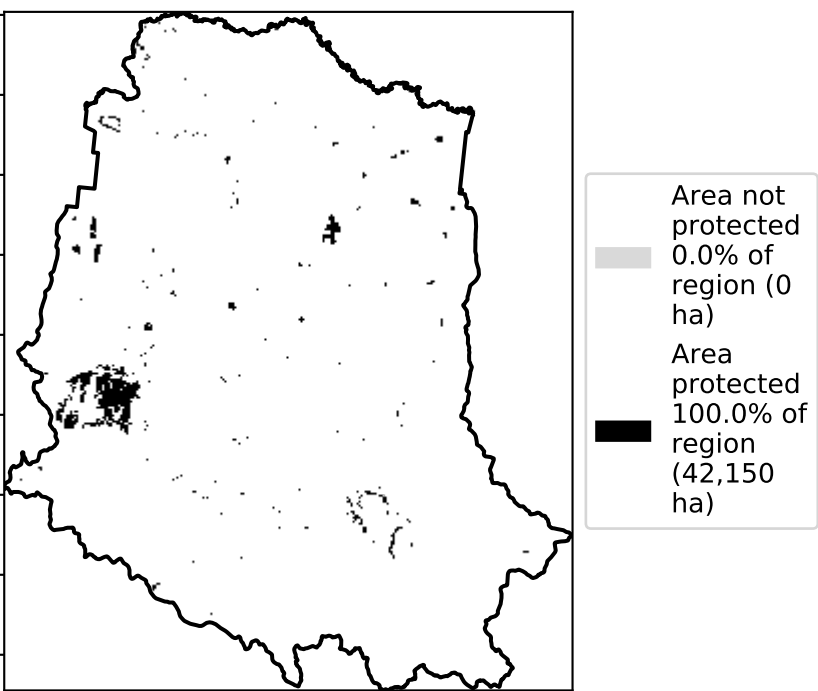 Area not
protected
0.0% of
region (0
ha)
Area
protected
100.0% of
region
(42,150
ha)